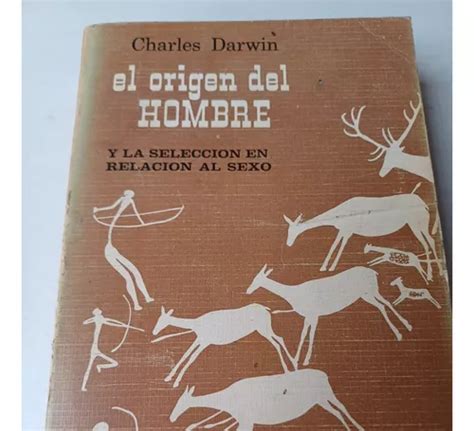 Charles Darwin
el origen del
HOMBRE
Y LA SELECCION EN
RELACION AL SEXO